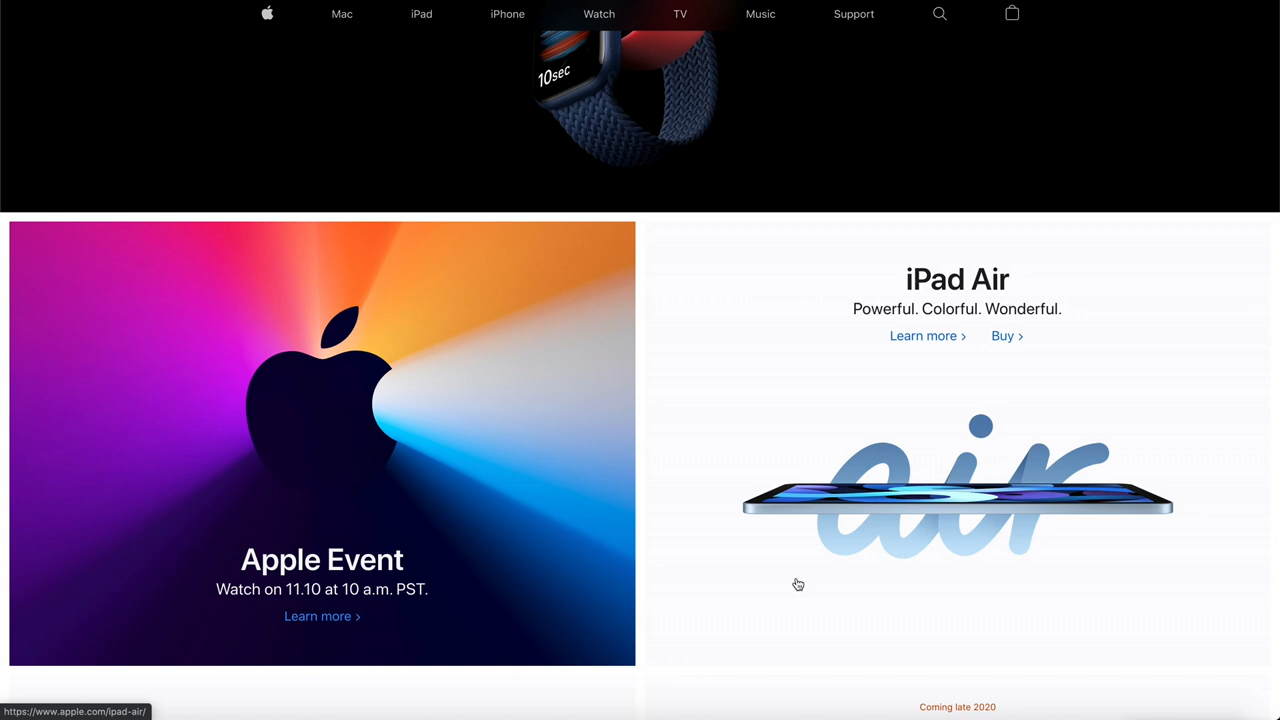 Mac iPad iPhone Watch TV Music Support
10sec
Apple Event
Watch on 11.10 at 10 a.m. PST.
Learn more >
iPad Air
Powerful. Colorful. Wonderful.
Learn more > Buy >
air
Coming late 2020
https://www.apple.com/ipad-air/